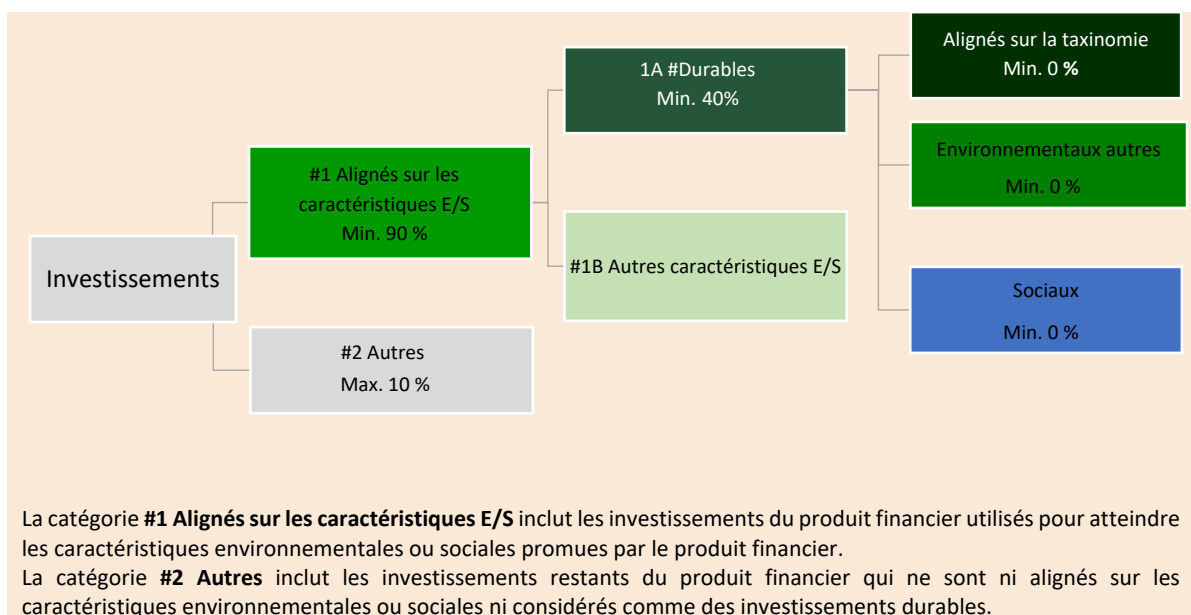 Investissements
#1 Alignés sur les
caractéristiques E/S
Min. 90 %
#2 Autres
Max. 10 %
1A #Durables
Min. 40%
#1B Autres caractéristiques E/S
Alignés sur la taxinomie
Min. 0 %
Environnementaux autres
Min. 0 %
Sociaux
Min. 0 %
La catégorie #1 Alignés sur les caractéristiques E/S inclut les investissements du produit financier utilisés pour atteindre
les caractéristiques environnementales ou sociales promues par le produit financier.
La catégorie #2 Autres inclut les investissements restants du produit financier qui ne sont ni alignés sur les
caractéristiques environnementales ou sociales ni considérés comme des investissements durables.